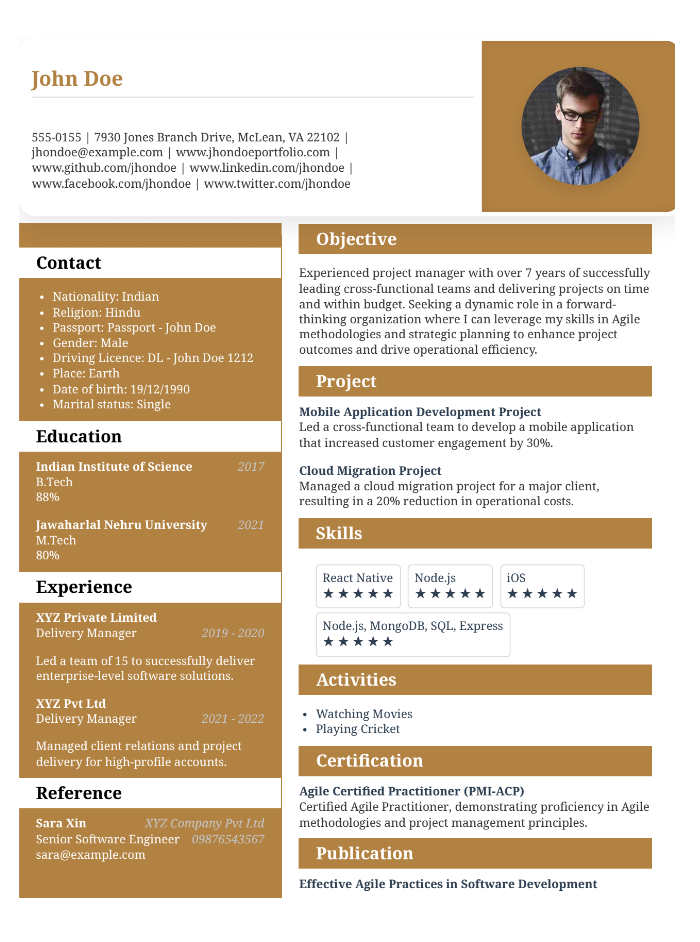 John Doe
555-0155 | 7930 Jones Branch Drive, McLean, VA 22102 |
jhondoe@example.com | www.jhondoeportfolio.com |
www.github.com/jhondoe | www.linkedin.com/jhondoe |
www.facebook.com/jhondoe | www.twitter.com/jhondoe
Contact
• Nationality: Indian
• Religion: Hindu
• Passport: Passport - John Doe
• Gender: Male
• Driving Licence: DL - John Doe 1212
• Place: Earth
• Date of birth: 19/12/1990
• Marital status: Single
Education
Indian Institute of Science 2017
B.Tech
88%
Jawaharlal Nehru University 2021
M.Tech
80%
Experience
XYZ Private Limited
Delivery Manager 2019 - 2020
Led a team of 15 to successfully deliver
enterprise-level software solutions.
XYZ Pvt Ltd
Delivery Manager 2021 - 2022
Managed client relations and project
delivery for high-profile accounts.
Reference
Sara Xin XYZ Company Pvt Ltd
Senior Software Engineer 09876543567
sara@example.com
Objective
Experienced project manager with over 7 years of successfully
leading cross-functional teams and delivering projects on time
and within budget. Seeking a dynamic role in a forward-
thinking organization where I can leverage my skills in Agile
methodologies and strategic planning to enhance project
outcomes and drive operational efficiency.
Project
Mobile Application Development Project
Led a cross-functional team to develop a mobile application
that increased customer engagement by 30%.
Cloud Migration Project
Managed a cloud migration project for a major client,
resulting in a 20% reduction in operational costs.
Skills
React Native Node.js iOS
★★★★★ ★★★★★ ★★★★★
Node.js, MongoDB, SQL, Express
★★★★★
Activities
• Watching Movies
• Playing Cricket
Certification
Agile Certified Practitioner (PMI-ACP)
Certified Agile Practitioner, demonstrating proficiency in Agile
methodologies and project management principles.
Publication
Effective Agile Practices in Software Development